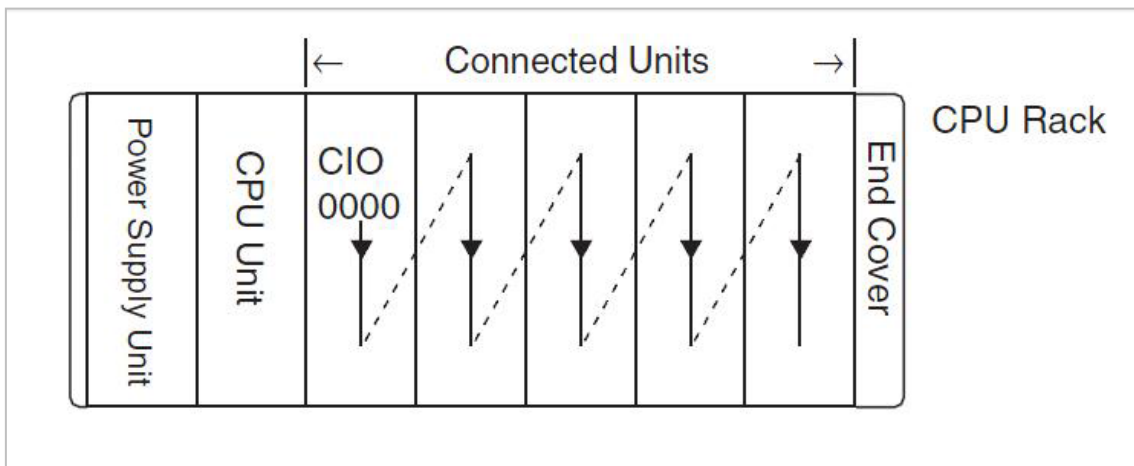 ← Connected Units →
CPU Rack
Power Supply Unit
CPU Unit
CIO
0000
End Cover